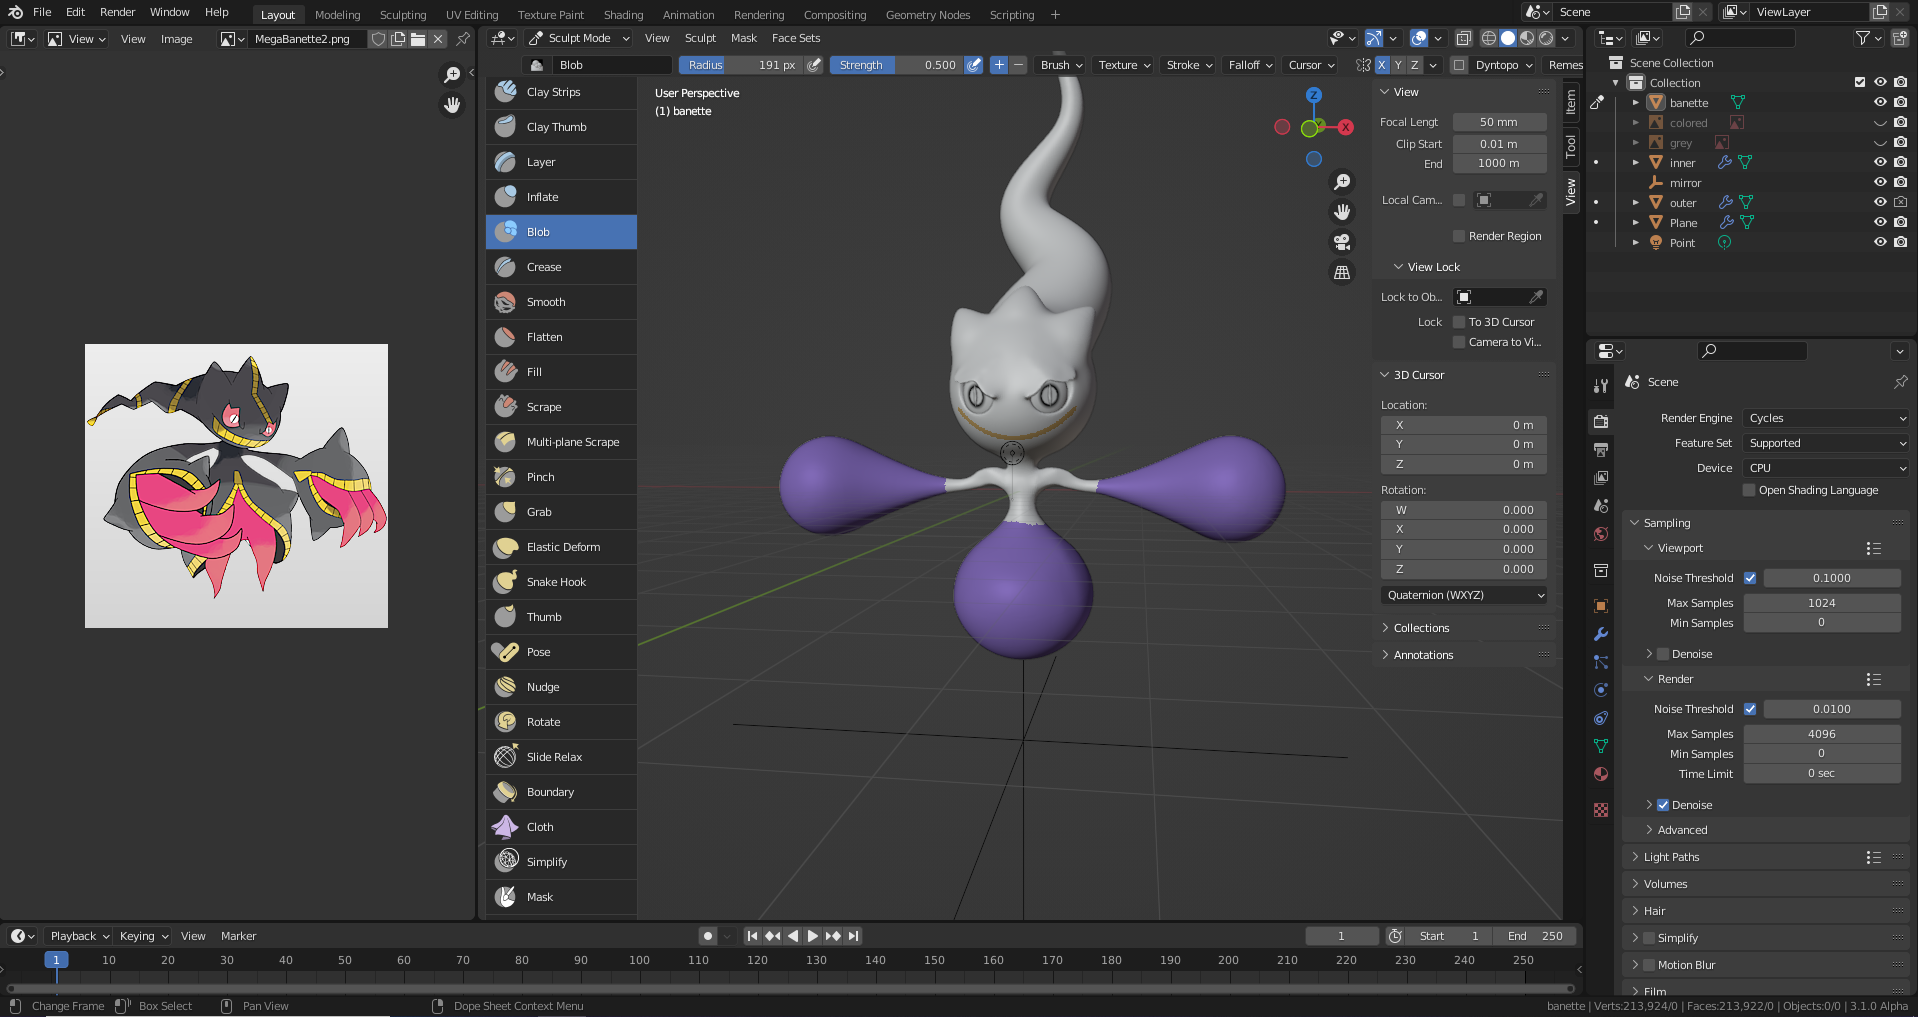 File Edit Render Window Help Layout Modeling Sculpting UV Editing Texture Paint Shading Animation Rendering Compositing Geometry Nodes Scripting + Scene ViewLayer
View View Image MegaBanette2.png Sculpt Mode View Sculpt Mask Face Sets
Blob Radius 191 px Strength 0.500 Brush Texture Stroke Falloff Cursor X Y Z Dyntopo Remes
Clay Strips
Clay Thumb
Layer
Inflate
Blob
Crease
Smooth
Flatten
Fill
Scrape
Multi-plane Scrape
Pinch
Grab
Elastic Deform
Snake Hook
Thumb
Pose
Nudge
Rotate
Slide Relax
Boundary
Cloth
Simplify
Mask
User Perspective
(1) banette
Z
Y
X
View
Focal Lengt 50 mm
Clip Start 0.01 m
End 1000 m
Local Cam...
Render Region
View Lock
Lock to Ob...
Lock To 3D Cursor
Camera to Vi...
3D Cursor
Location:
X 0 m
Y 0 m
Z 0 m
Rotation:
W 0.000
X 0.000
Y 0.000
Z 0.000
Quaternion (WXYZ)
Collections
Annotations
Item
Tool
View
Scene Collection
Collection
banette
colored
grey
inner
mirror
outer
Plane
Point
Scene
Render Engine Cycles
Feature Set Supported
Device CPU
Open Shading Language
Sampling
Viewport
Noise Threshold 0.1000
Max Samples 1024
Min Samples 0
Denoise
Render
Noise Threshold 0.0100
Max Samples 4096
Min Samples 0
Time Limit 0 sec
Denoise
Advanced
Light Paths
Volumes
Hair
Simplify
Motion Blur
Film
Playback Keying View Marker 1 Start 1 End 250
1 10 20 30 40 50 60 70 80 90 100 110 120 130 140 150 160 170 180 190 200 210 220 230 240 250
Change Frame Box Select Pan View Dope Sheet Context Menu banette | Verts:213,924/0 | Faces:213,922/0 | Objects:0/0 | 3.1.0 Alpha